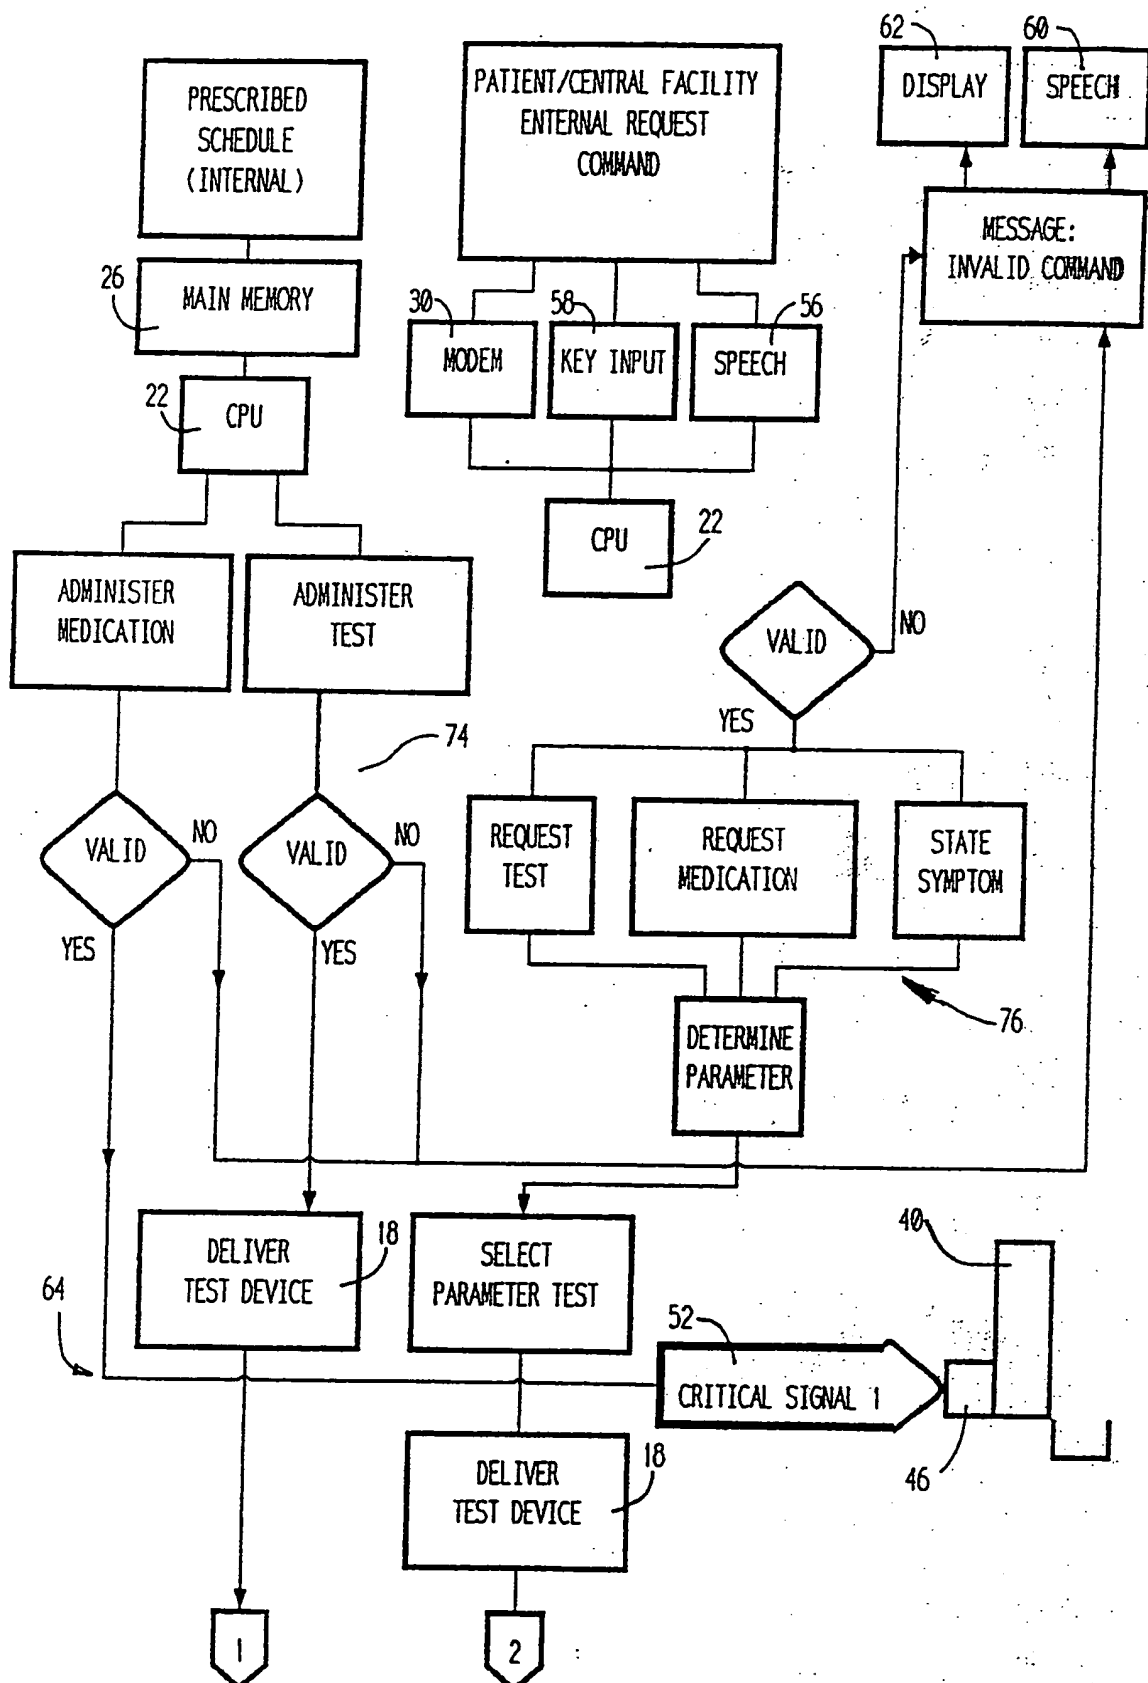 62
60
PRESCRIBED
SCHEDULE
(INTERNAL)
PATIENT/CENTRAL FACILITY
ENTERNAL REQUEST
COMMAND
DISPLAY
SPEECH
MESSAGE:
INVALID COMMAND
26
MAIN MEMORY
30
MODEM
58
KEY INPUT
56
SPEECH
22
CPU
CPU
22
ADMINISTER
MEDICATION
ADMINISTER
TEST
VALID
NO
YES
74
VALID
NO
YES
VALID
NO
YES
REQUEST
TEST
REQUEST
MEDICATION
STATE
SYMPTOM
76
DETERMINE
PARAMETER
DELIVER
TEST DEVICE
18
SELECT
PARAMETER TEST
40
64
52
CRITICAL SIGNAL 1
46
DELIVER
TEST DEVICE
18
1
2